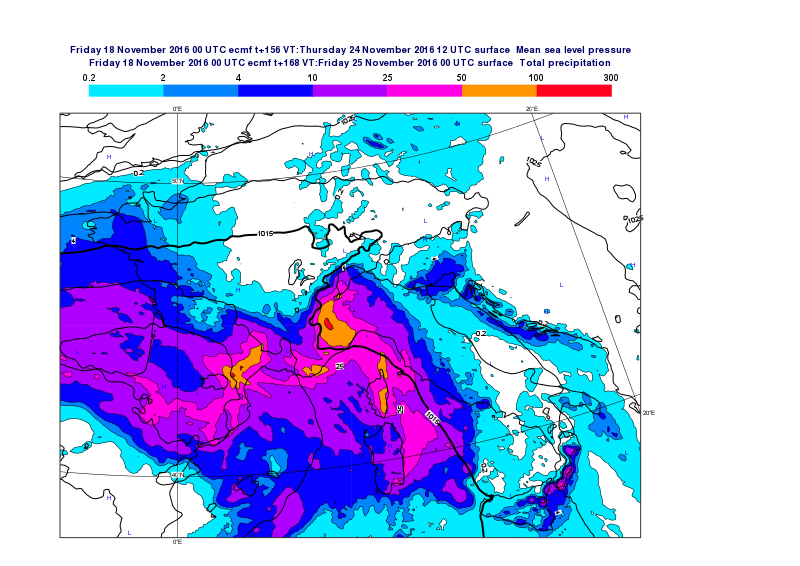 Friday 18 November 2016 00 UTC ecmf t+156 VT:Thursday 24 November 2016 12 UTC surface Mean sea level pressure
Friday 18 November 2016 00 UTC ecmf t+168 VT:Friday 25 November 2016 00 UTC surface Total precipitation
0.2 2 4 10 25 50 100 300
0°E 20°E
1025 H
L
H H 1025
0.2 H
50°N
L L 1025
1015
H
L
H
0.2
L
25
1015
20°E
40°N
H
L
0°E